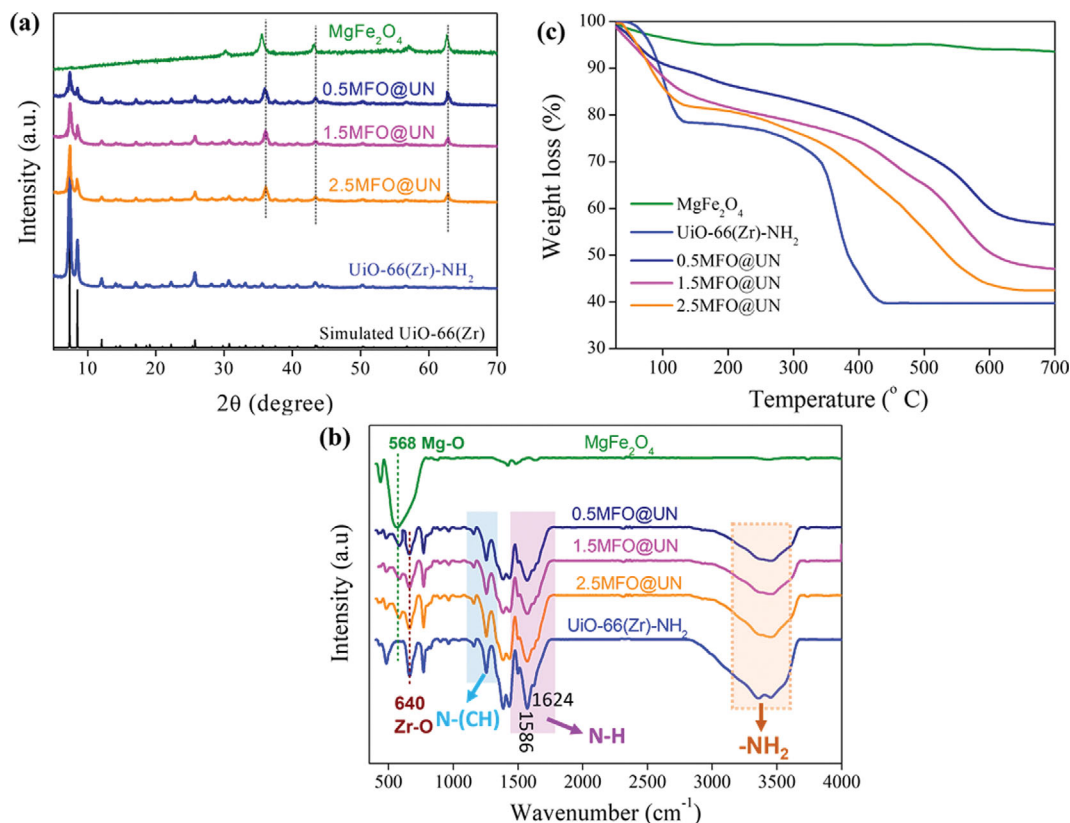 (a)
MgFe₂O₄
0.5MFO@UN
1.5MFO@UN
2.5MFO@UN
UiO-66(Zr)-NH₂
Simulated UiO-66(Zr)
Intensity (a.u.)
10 20 30 40 50 60 70
2θ (degree)
(c)
100
90
80
70
60
50
40
30
Weight loss (%)
MgFe₂O₄
UiO-66(Zr)-NH₂
0.5MFO@UN
1.5MFO@UN
2.5MFO@UN
100 200 300 400 500 600 700
Temperature (° C)
(b)
568 Mg-O
MgFe₂O₄
0.5MFO@UN
1.5MFO@UN
2.5MFO@UN
UiO-66(Zr)-NH₂
640
Zr-O
N-(CH)
1586
1624
N-H
-NH₂
Intensity (a.u)
500 1000 1500 2000 2500 3000 3500 4000
Wavenumber (cm⁻¹)